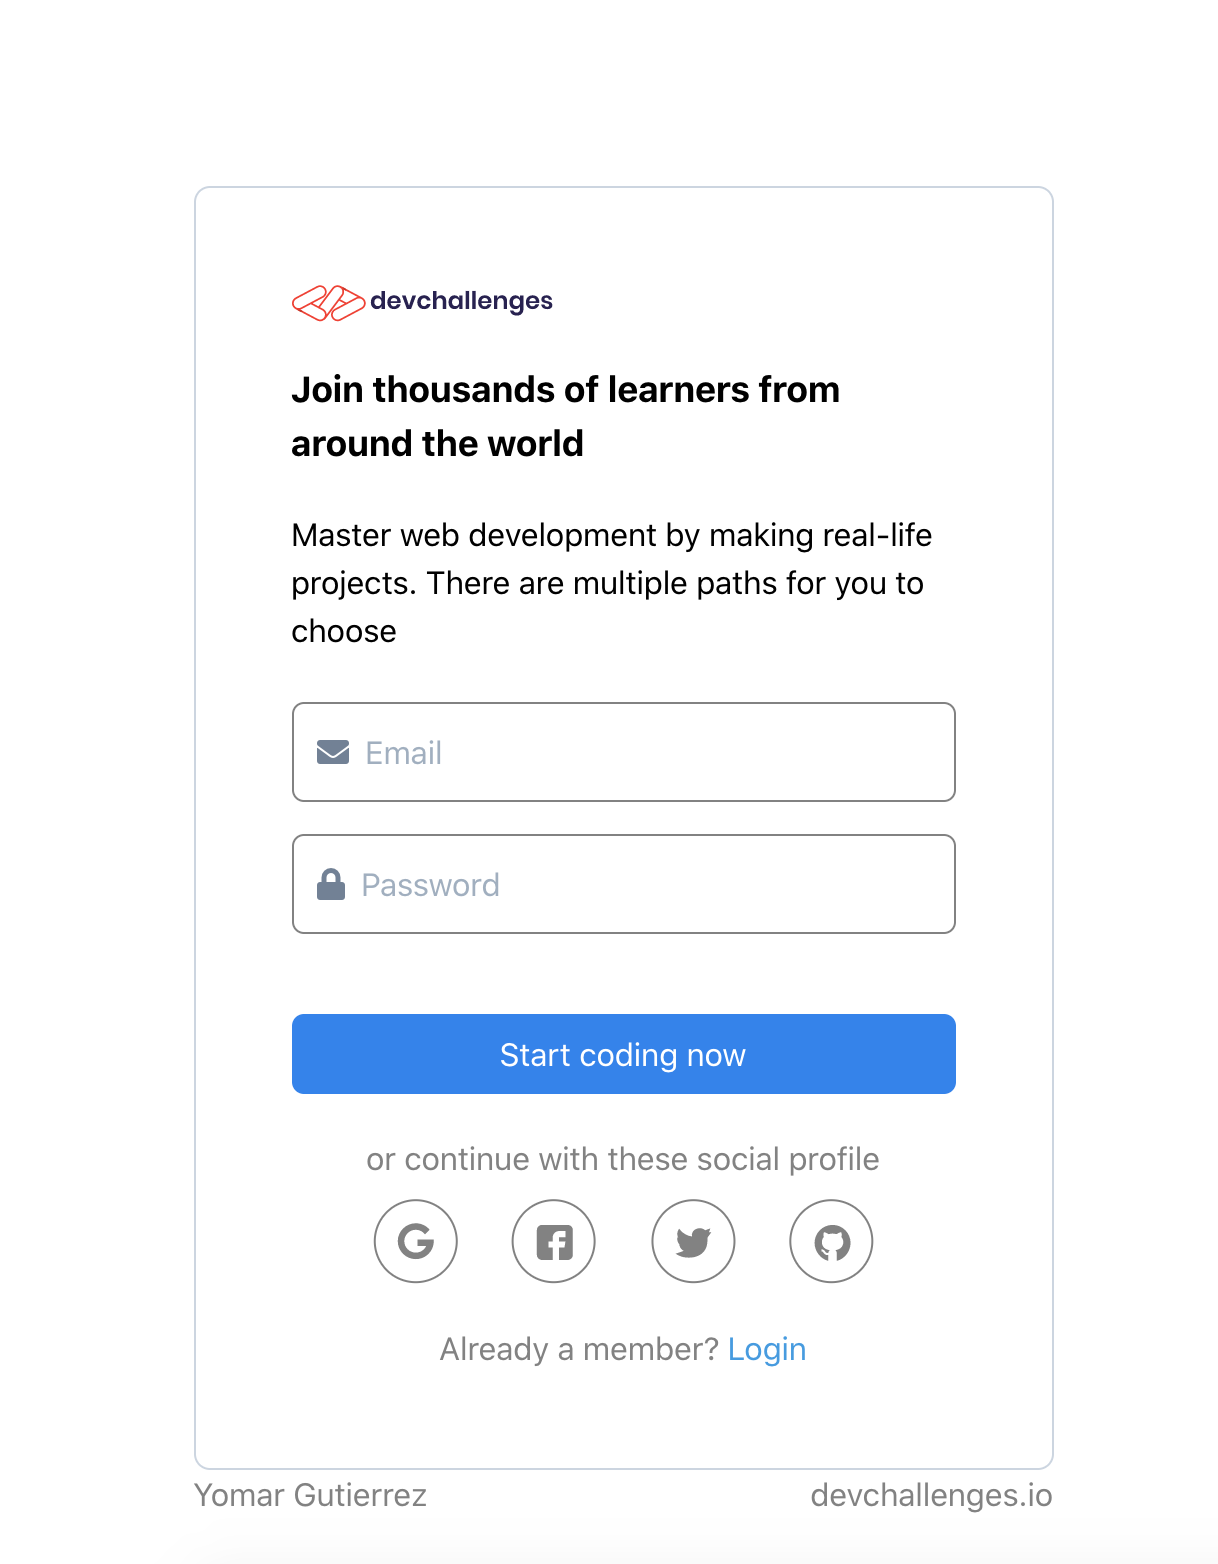 devchallenges
Join thousands of learners from
around the world
Master web development by making real-life
projects. There are multiple paths for you to
choose
Email
Password
Start coding now
or continue with these social profile
Already a member? Login
Yomar Gutierrez
devchallenges.io